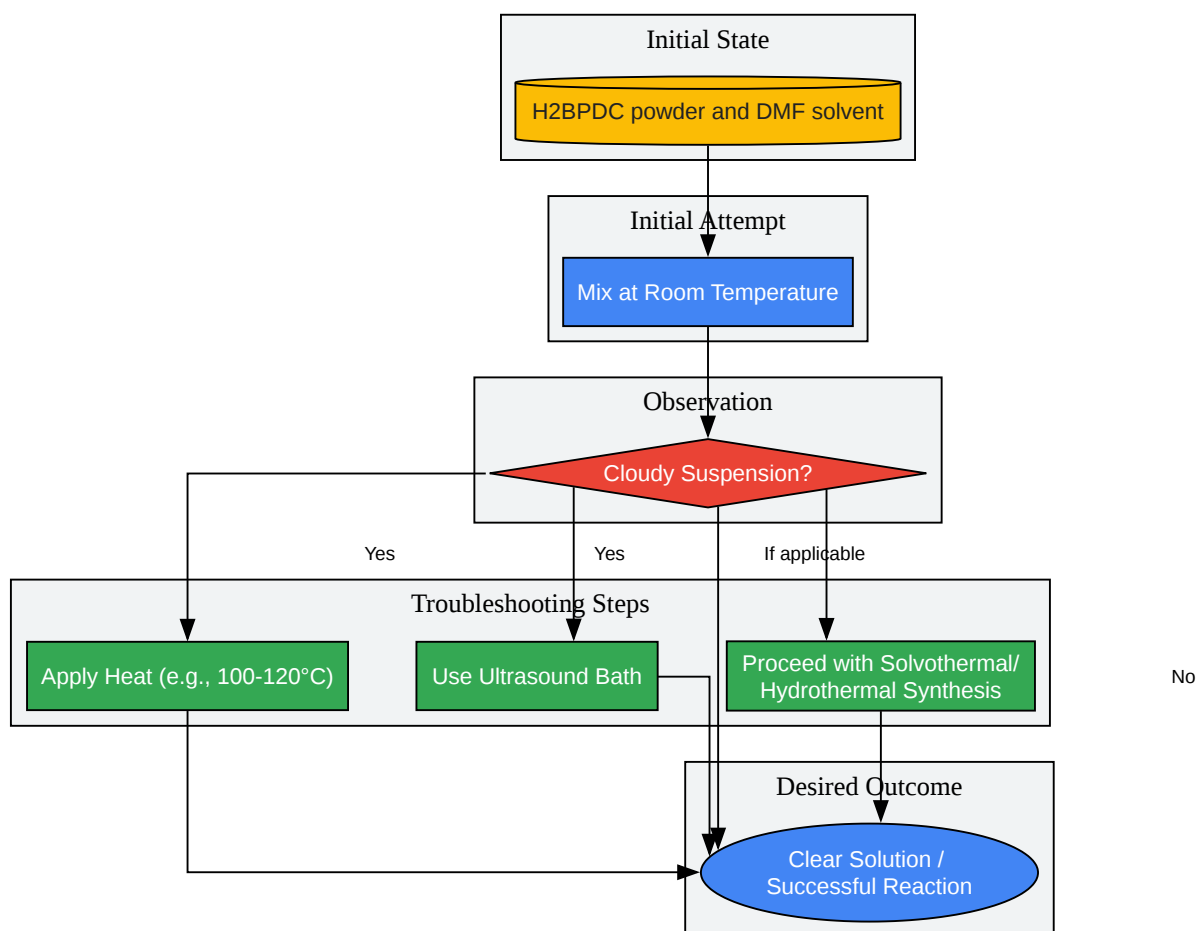 Initial State
H2BPDC powder and DMF solvent
Initial Attempt
Mix at Room Temperature
Observation
Cloudy Suspension?
Yes
Yes
If applicable
Troubleshooting Steps
Apply Heat (e.g., 100-120°C)
Use Ultrasound Bath
Proceed with Solvothermal/
Hydrothermal Synthesis
No
Desired Outcome
Clear Solution /
Successful Reaction